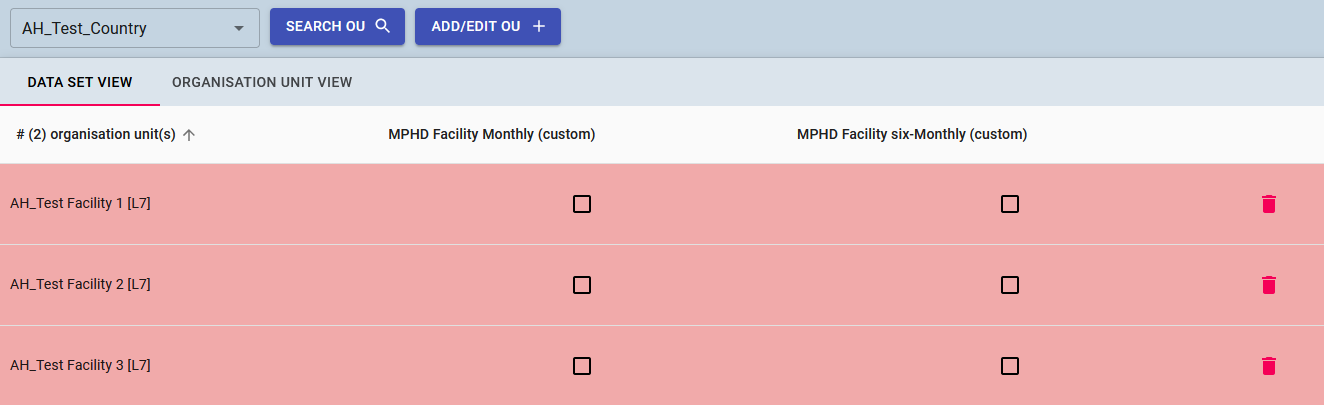 AH_Test_Country
SEARCH OU
ADD/EDIT OU
DATA SET VIEW
ORGANISATION UNIT VIEW
# (2) organisation unit(s)
MPHD Facility Monthly (custom)
MPHD Facility six-Monthly (custom)
AH_Test Facility 1 [L7]
AH_Test Facility 2 [L7]
AH_Test Facility 3 [L7]